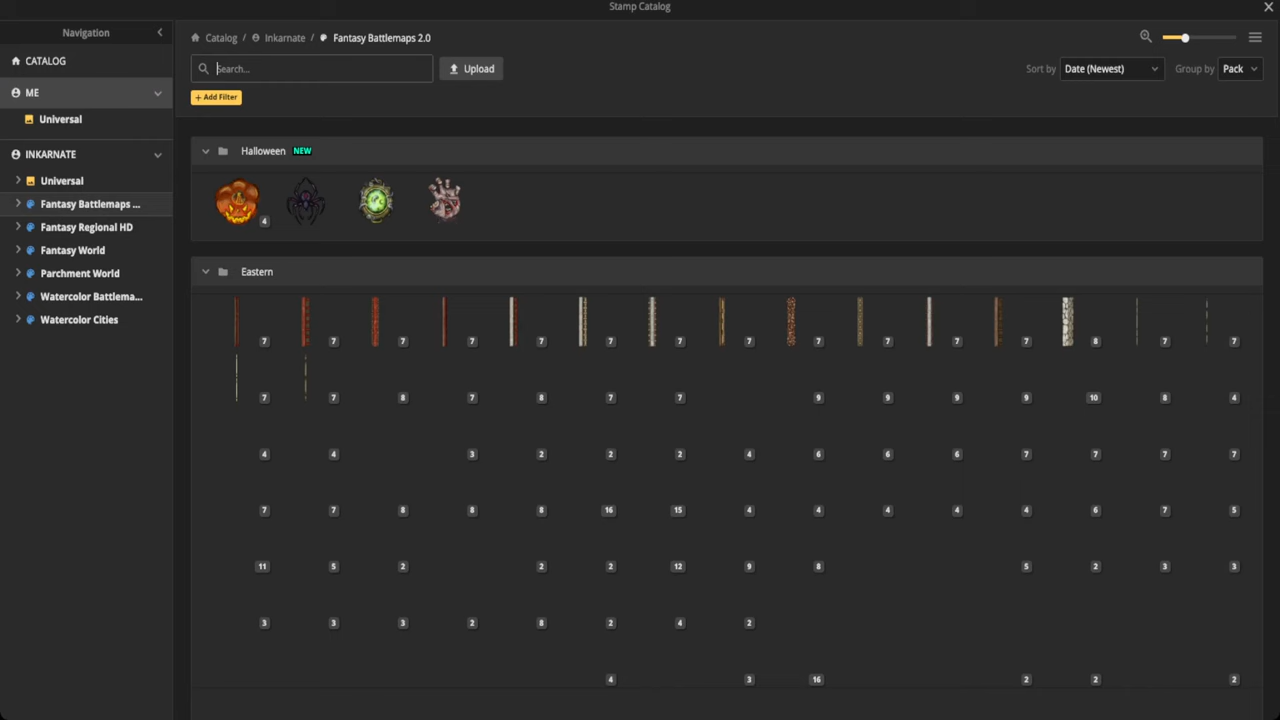 Stamp Catalog
Navigation
CATALOG
ME
Universal
INKARNATE
Universal
Fantasy Battlemaps ...
Fantasy Regional HD
Fantasy World
Parchment World
Watercolor Battlema...
Watercolor Cities
Catalog / Inkarnate / Fantasy Battlemaps 2.0
Search... Upload
Sort by Date (Newest) Group by Pack
+ Add Filter
Halloween NEW
4
Eastern
7 7 7 7 7 7 7 7 7 7 7 7 8 7 7
7 7 8 7 8 7 7 9 9 9 9 10 8 4
4 4 3 2 2 2 4 6 6 6 7 7 7 7
7 7 8 8 8 16 15 4 4 4 4 4 6 7 5
11 5 2 2 2 12 9 8 5 2 3 3
3 3 3 2 8 2 4 2
4 3 16 2 2 2